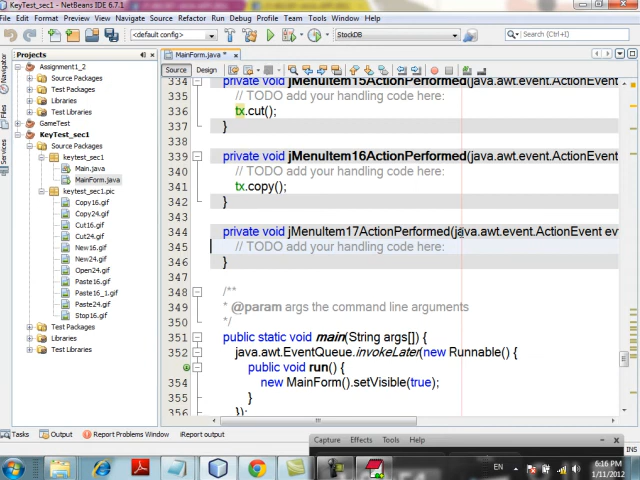 KeyTest_sec1 - NetBeans IDE 6.7.1
File Edit View Navigate Source Refactor Run Debug Profile Team Tools Window Help
<default config>
StockDB
Search (Ctrl+I)
Projects
MainForm.java *
Source Design
Navigator
Files
Services
Assignment1_2
Source Packages
Test Packages
Libraries
Test Libraries
GameTest
KeyTest_sec1
Source Packages
keytest_sec1
Main.java
MainForm.java
keytest_sec1.pic
Copy16.gif
Copy24.gif
Cut16.gif
Cut24.gif
New16.gif
New24.gif
Open24.gif
Paste16.gif
Paste16_1.gif
Paste24.gif
Stop16.gif
Test Packages
Libraries
Test Libraries
334 private void jMenuItem15ActionPerformed(java.awt.event.ActionEvent
335 // TODO add your handling code here:
336 tx.cut();
337 }
339 private void jMenuItem16ActionPerformed(java.awt.event.ActionEvent
340 // TODO add your handling code here:
341 tx.copy();
342 }
343
344 private void jMenuItem17ActionPerformed(java.awt.event.ActionEvent ev
345 // TODO add your handling code here:
346 }
348 /**
349 * @param args the command line arguments
350 */
351 public static void main(String args[]) {
352 java.awt.EventQueue.invokeLater(new Runnable() {
public void run() {
354 new MainForm().setVisible(true);
355 }
356 });
Tasks Output Report Problems Window iReport output
INS
Capture Effects Tools Help
EN
6:16 PM
1/11/2012